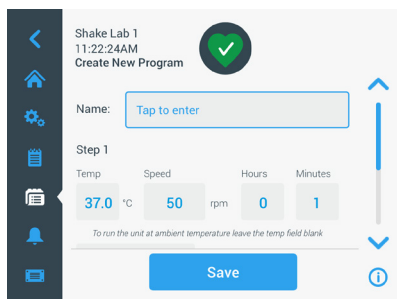 Shake Lab 1
11:22:24AM
Create New Program
Name: Tap to enter
Step 1
Temp Speed Hours Minutes
37.0 °C 50 rpm 0 1
To run the unit at ambient temperature leave the temp field blank
Save